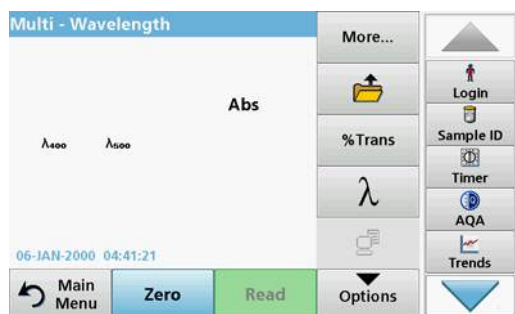 Multi - Wavelength
Abs
λ400 λ500
06-JAN-2000 04:41:21
Main
Menu
Zero
Read
More...
%Trans
λ
Options
Login
Sample ID
Timer
AQA
Trends